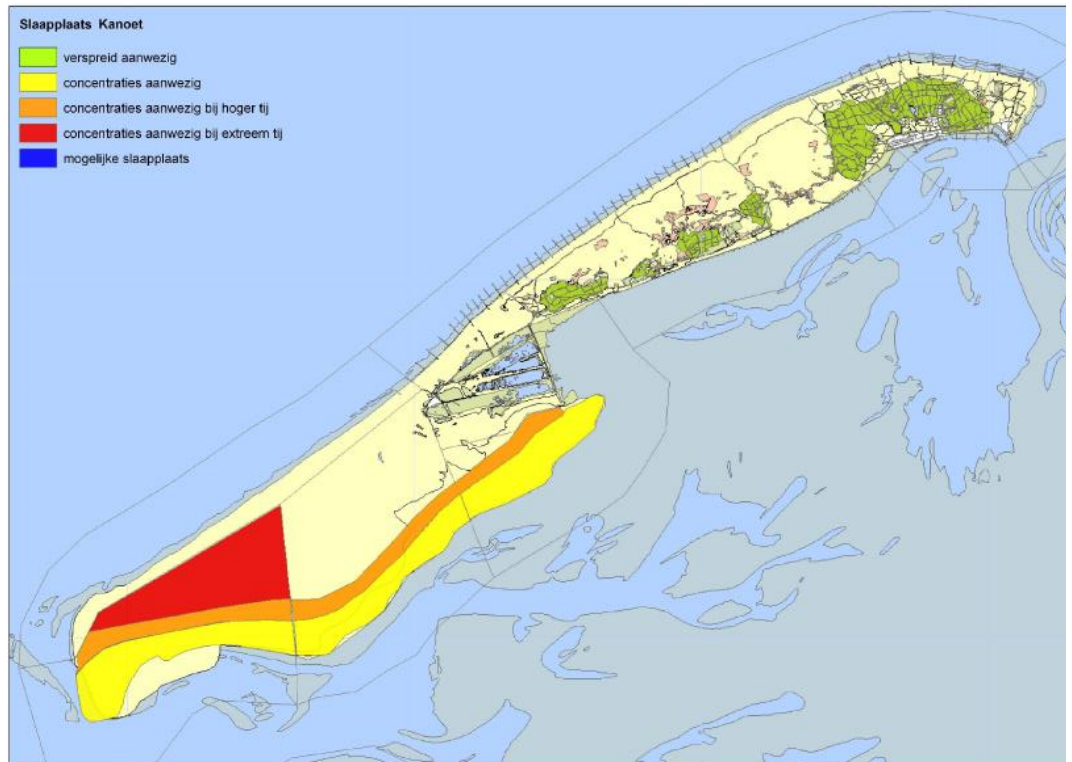 Slaapplaats Kanoet
verspreid aanwezig
concentraties aanwezig
concentraties aanwezig bij hoger tij
concentraties aanwezig bij extreem tij
mogelijke slaapplaats